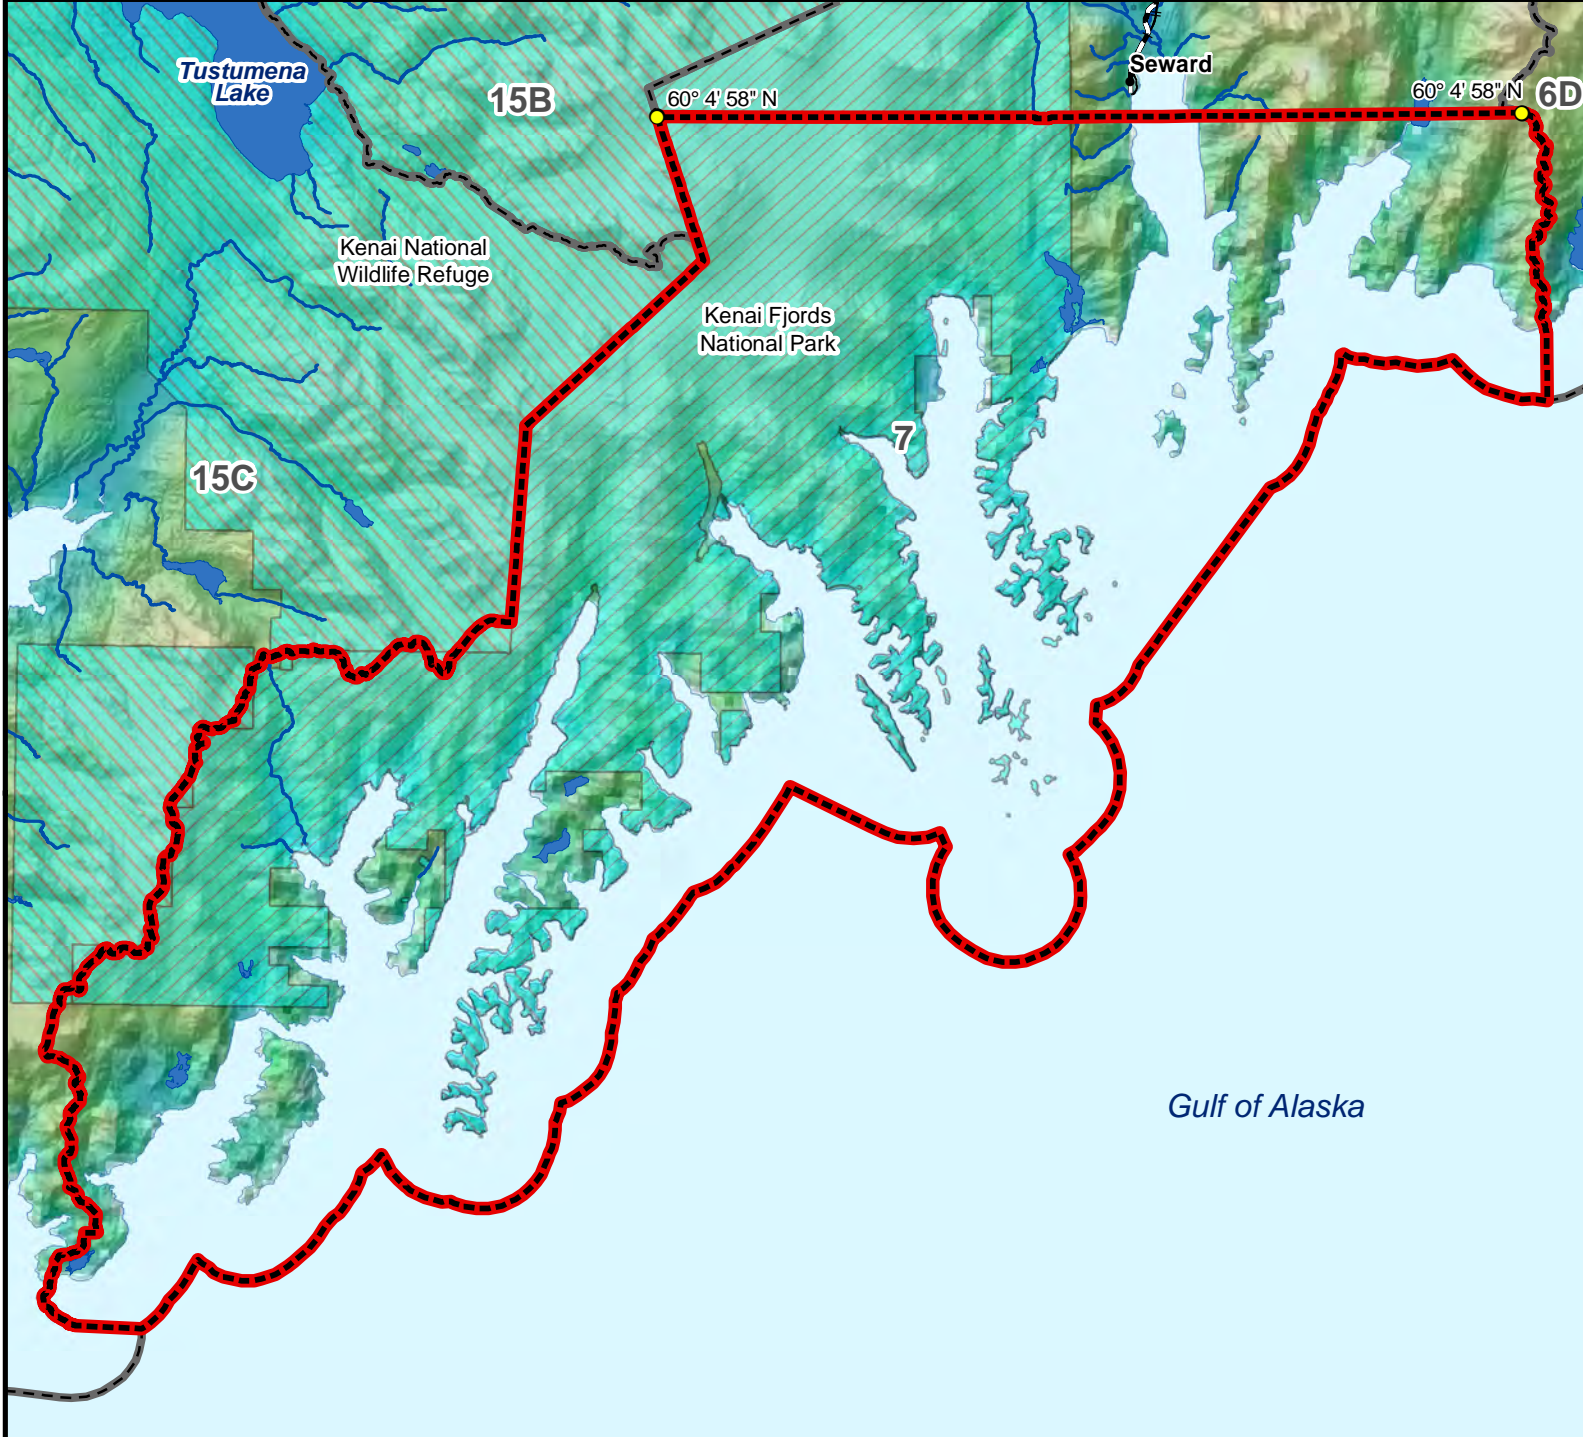 Seward
Tustumena
Lake
15B
60° 4' 58" N
60° 4' 58" N
6D
Kenai National
Wildlife Refuge
Kenai Fjords
National Park
7
15C
Gulf of Alaska